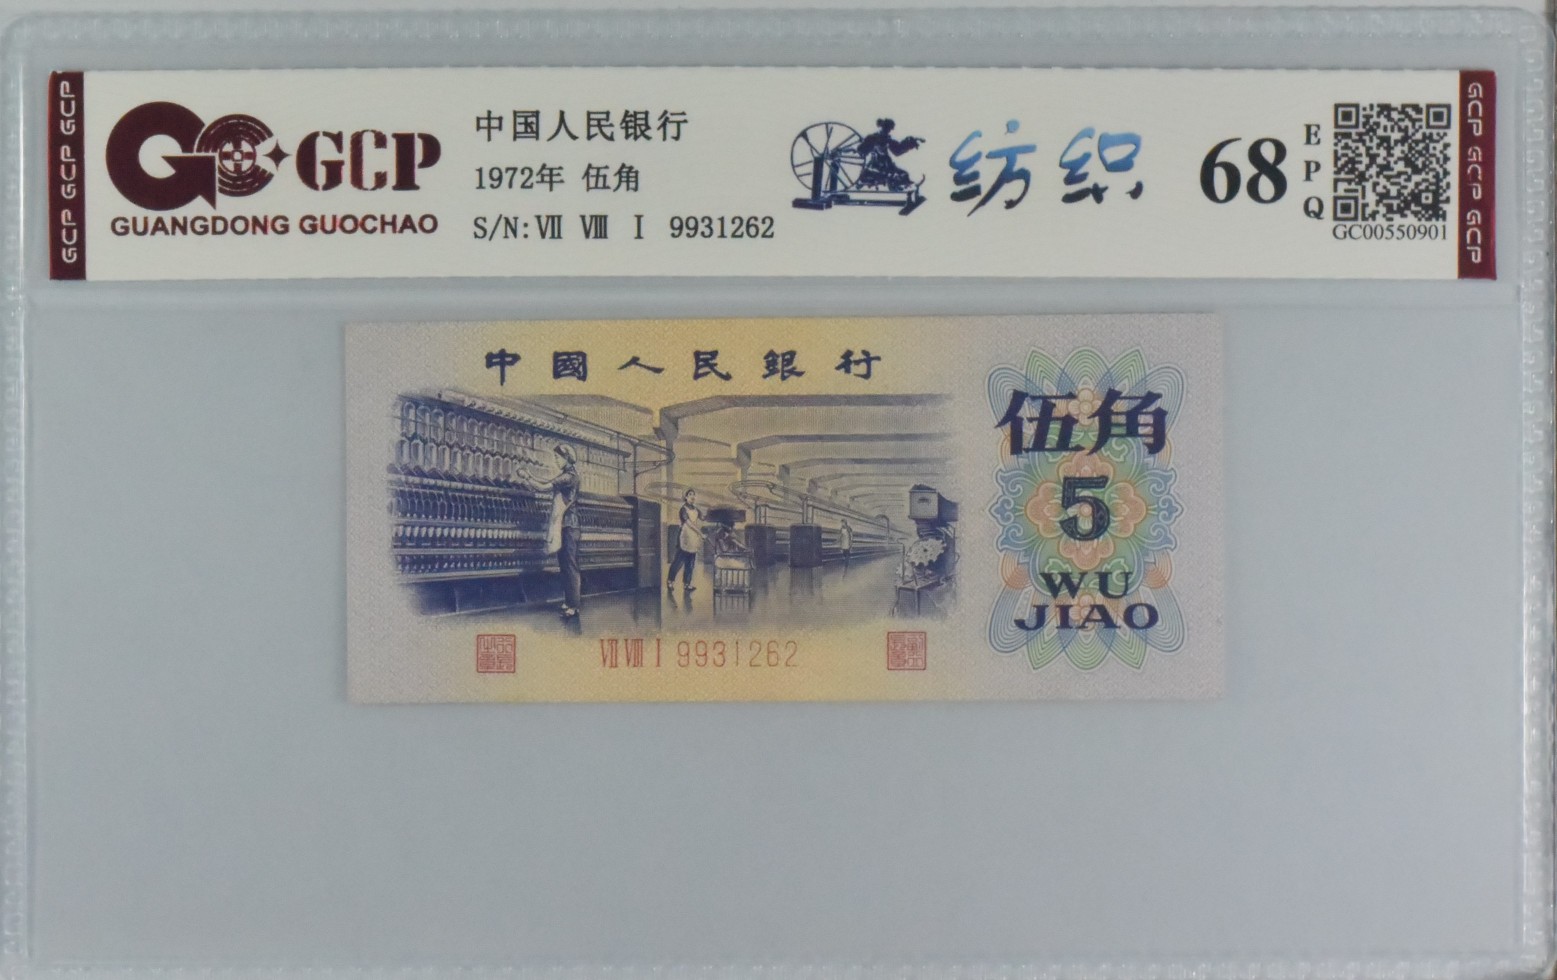 GCP GCP GCP
GCP
GUANGDONG GUOCHAO
中国人民银行
1972年 伍角
S/N: Ⅶ Ⅷ Ⅰ 9931262
纺织
68
EPQ
GC00550901
GCP GCP GCP
中國人民銀行
伍角
5
WU
JIAO
ⅦⅧⅠ 9931262